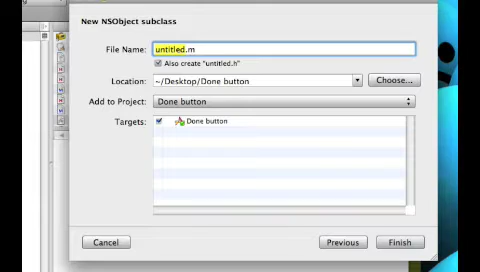 New NSObject subclass
File Name: untitled.m
Also create "untitled.h"
Location: ~/Desktop/Done button Choose...
Add to Project: Done button
Targets: Done button
Cancel Previous Finish